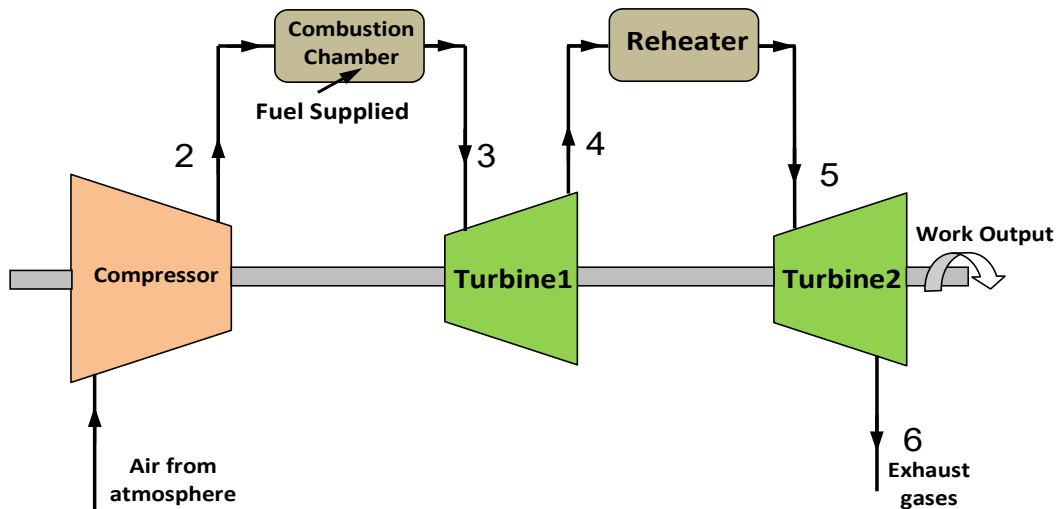 Combustion
Chamber
Fuel Supplied
Reheater
2
3
4
5
Compressor
Turbine1
Turbine2
Work Output
Air from
atmosphere
6
Exhaust
gases